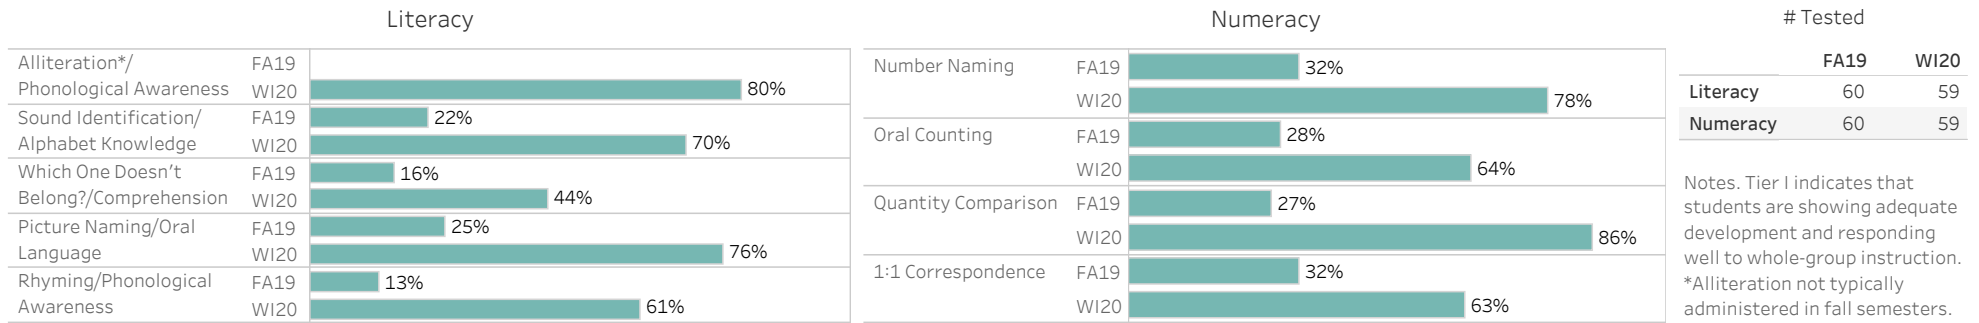 Literacy
Alliteration*/ FA19
Phonological Awareness WI20 80%
Sound Identification/ FA19 22%
Alphabet Knowledge WI20 70%
Which One Doesn't FA19 16%
Belong?/Comprehension WI20 44%
Picture Naming/Oral FA19 25%
Language WI20 76%
Rhyming/Phonological FA19 13%
Awareness WI20 61%
Numeracy
Number Naming FA19 32%
WI20 78%
Oral Counting FA19 28%
WI20 64%
Quantity Comparison FA19 27%
WI20 86%
1:1 Correspondence FA19 32%
WI20 63%
# Tested
FA19 WI20
Literacy 60 59
Numeracy 60 59
Notes. Tier I indicates that
students are showing adequate
development and responding
well to whole-group instruction.
*Alliteration not typically
administered in fall semesters.